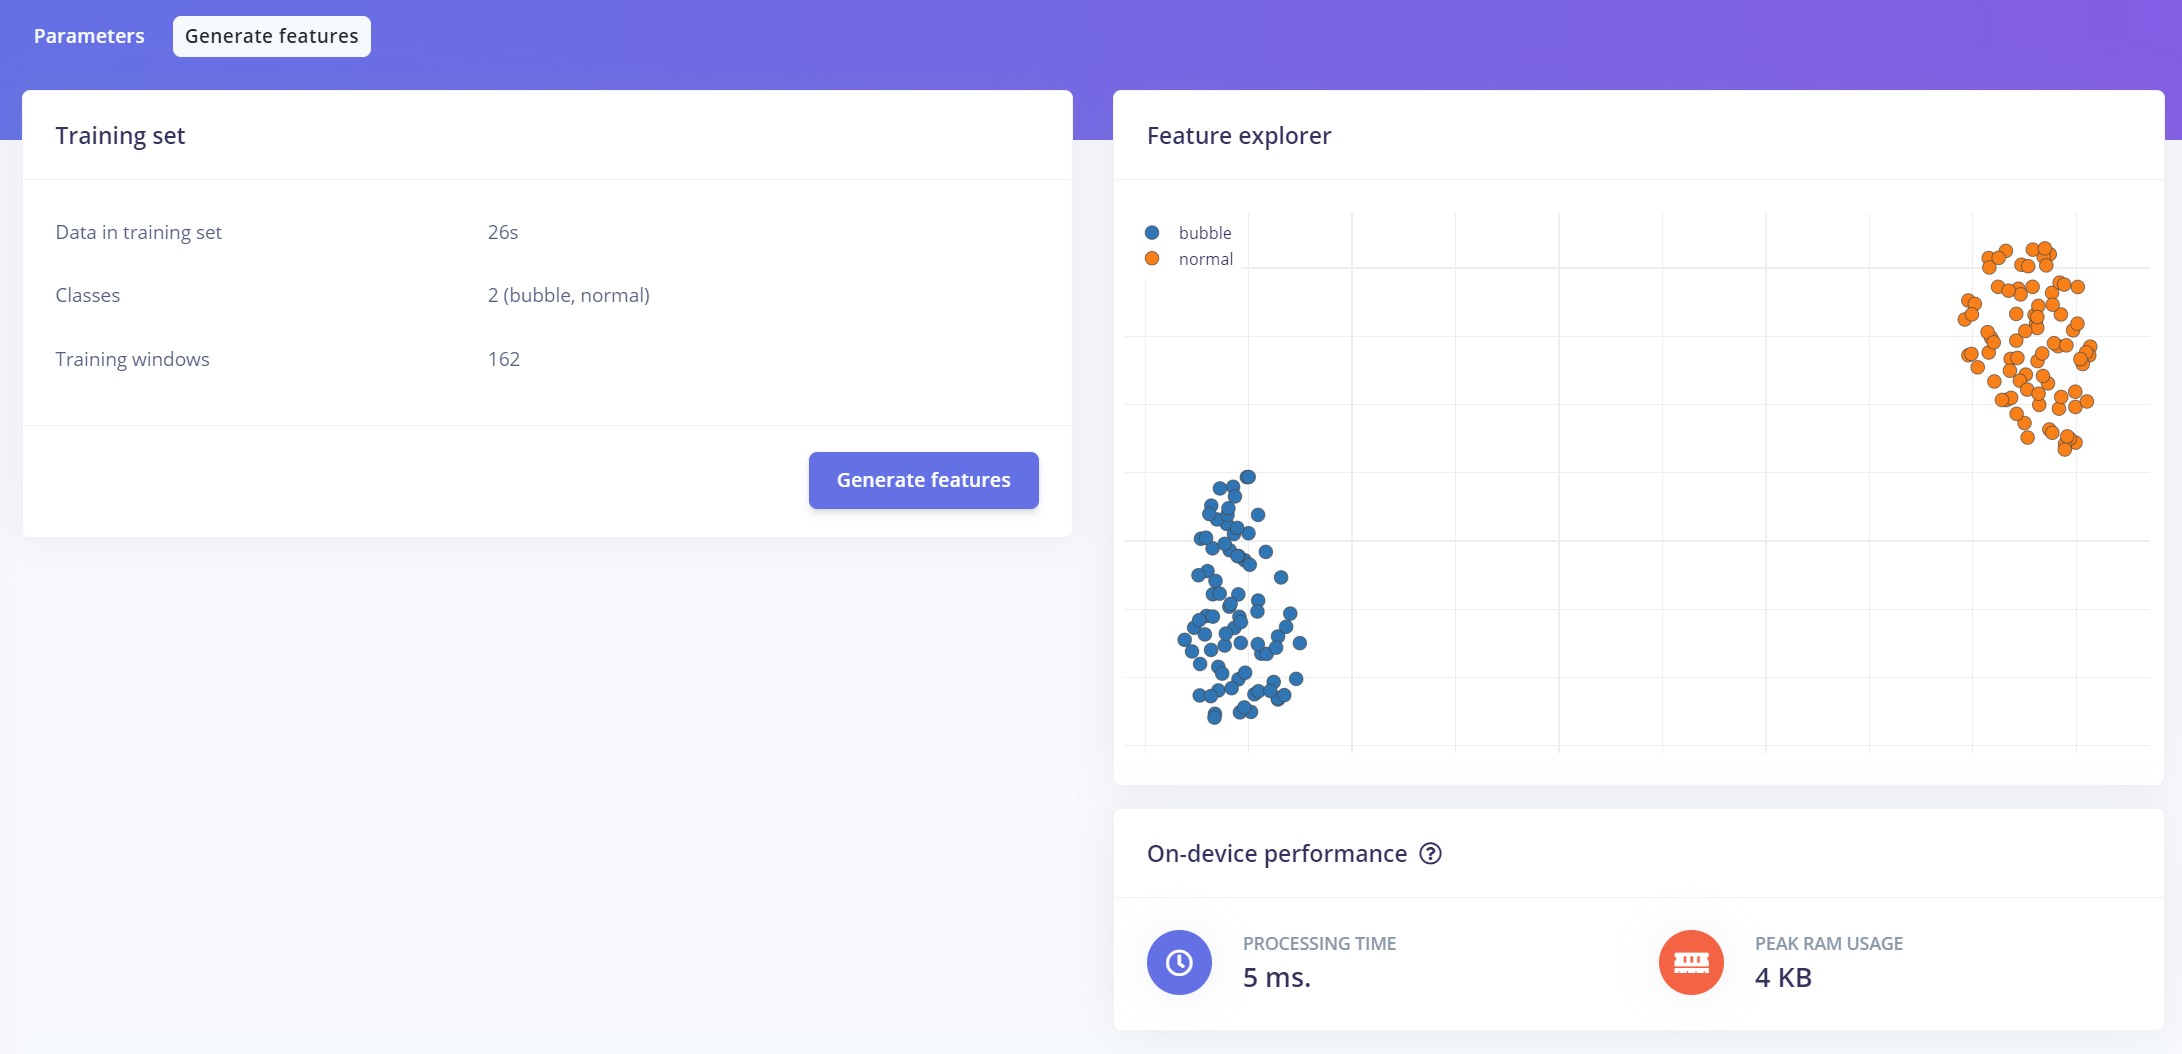 Parameters
Generate features
Training set
Data in training set 26s
Classes 2 (bubble, normal)
Training windows 162
Generate features
Feature explorer
bubble
normal
On-device performance ?
PROCESSING TIME
5 ms.
PEAK RAM USAGE
4 KB